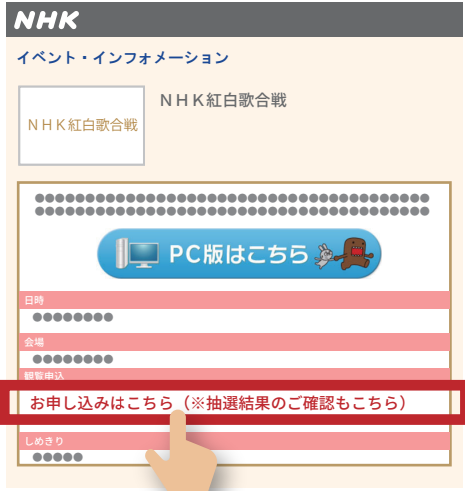 NHK
イベント・インフォメーション
ＮＨＫ紅白歌合戦
ＮＨＫ紅白歌合戦
●●●●●●●●●●●●●●●●●●●●●●●●●●●●●●●●●●●●●●●
●●●●●●●●●●●●●●●●●●●●●●●●●●●●●●●●●●●●●●●
PC版はこちら
日時
●●●●●●●●
会場
●●●●●●●●
観覧申込
お申し込みはこちら（※抽選結果のご確認もこちら）
しめきり
●●●●●